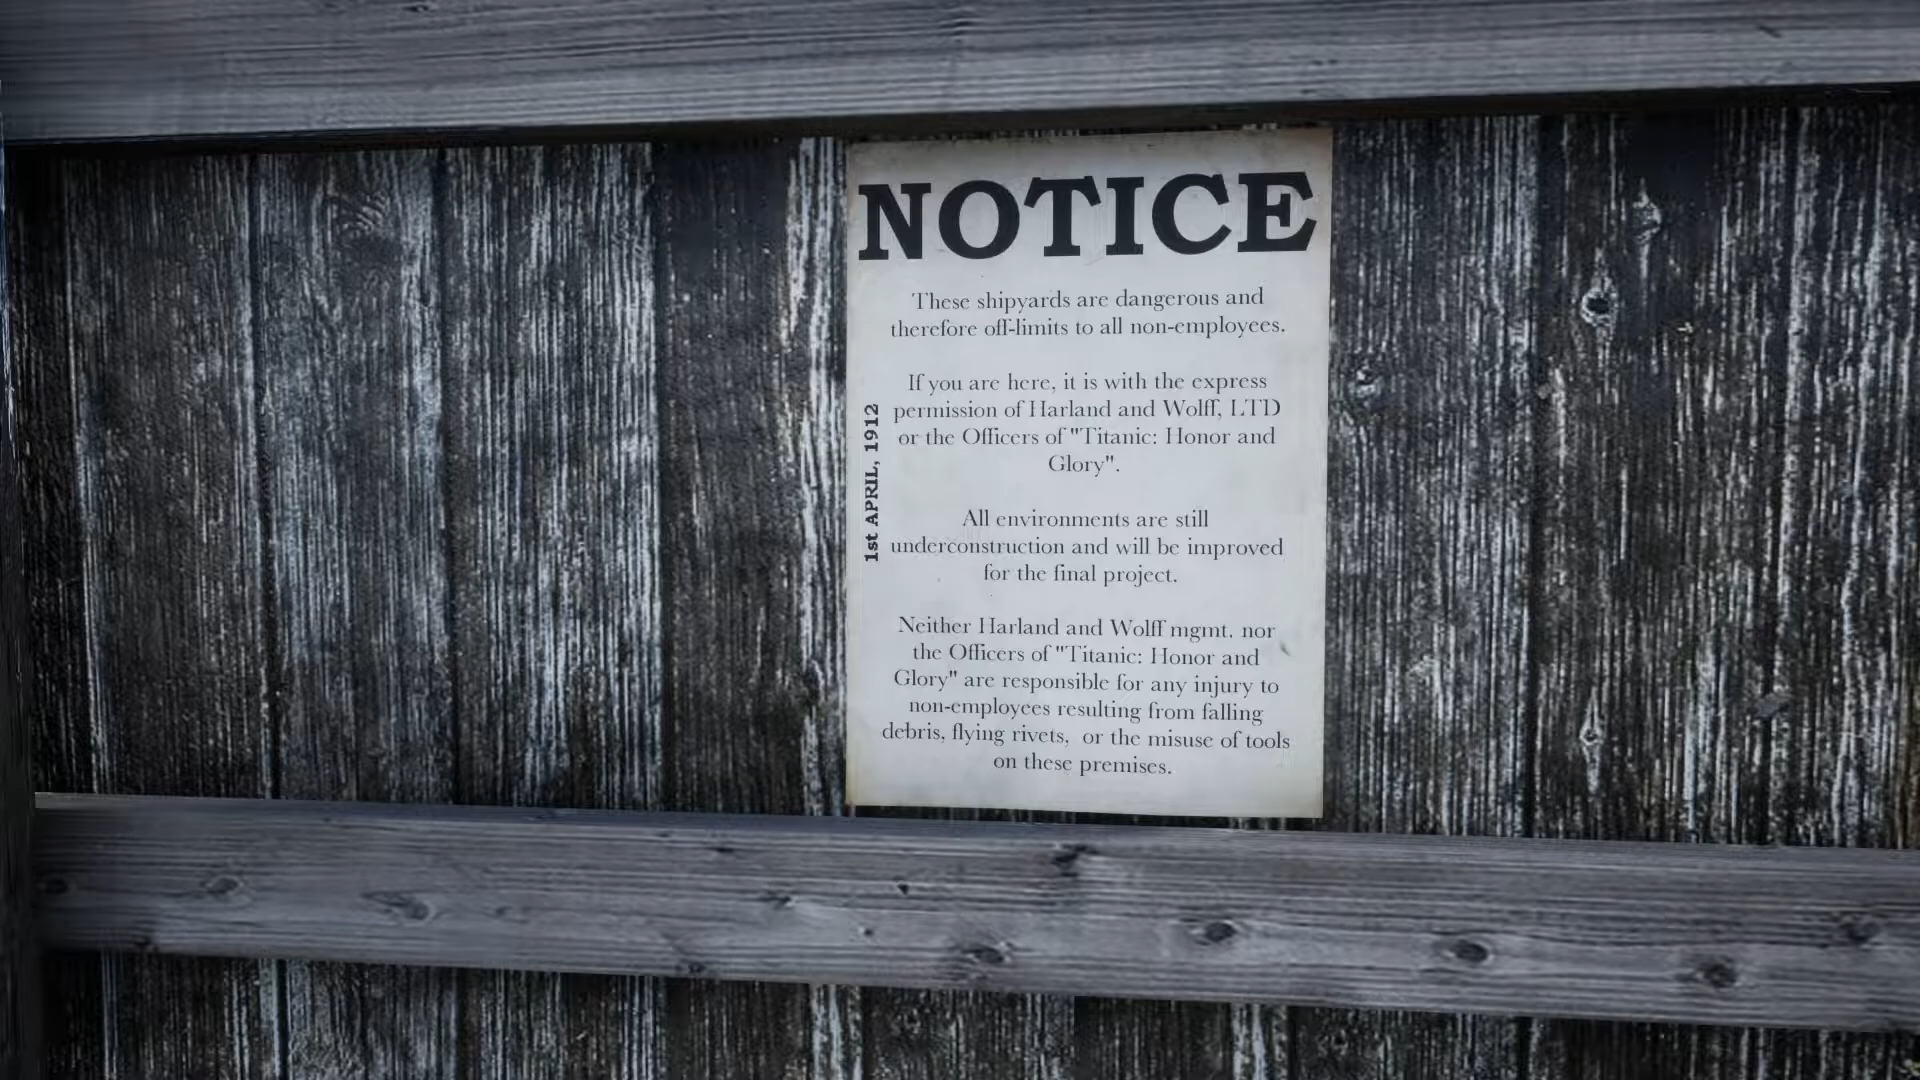 NOTICE
These shipyards are dangerous and
therefore off-limits to all non-employees.
If you are here, it is with the express
permission of Harland and Wolff, LTD
or the Officers of "Titanic: Honor and
Glory".
1st APRIL, 1912
All environments are still
underconstruction and will be improved
for the final project.
Neither Harland and Wolff mgmt. nor
the Officers of "Titanic: Honor and
Glory" are responsible for any injury to
non-employees resulting from falling
debris, flying rivets,  or the misuse of tools
on these premises.